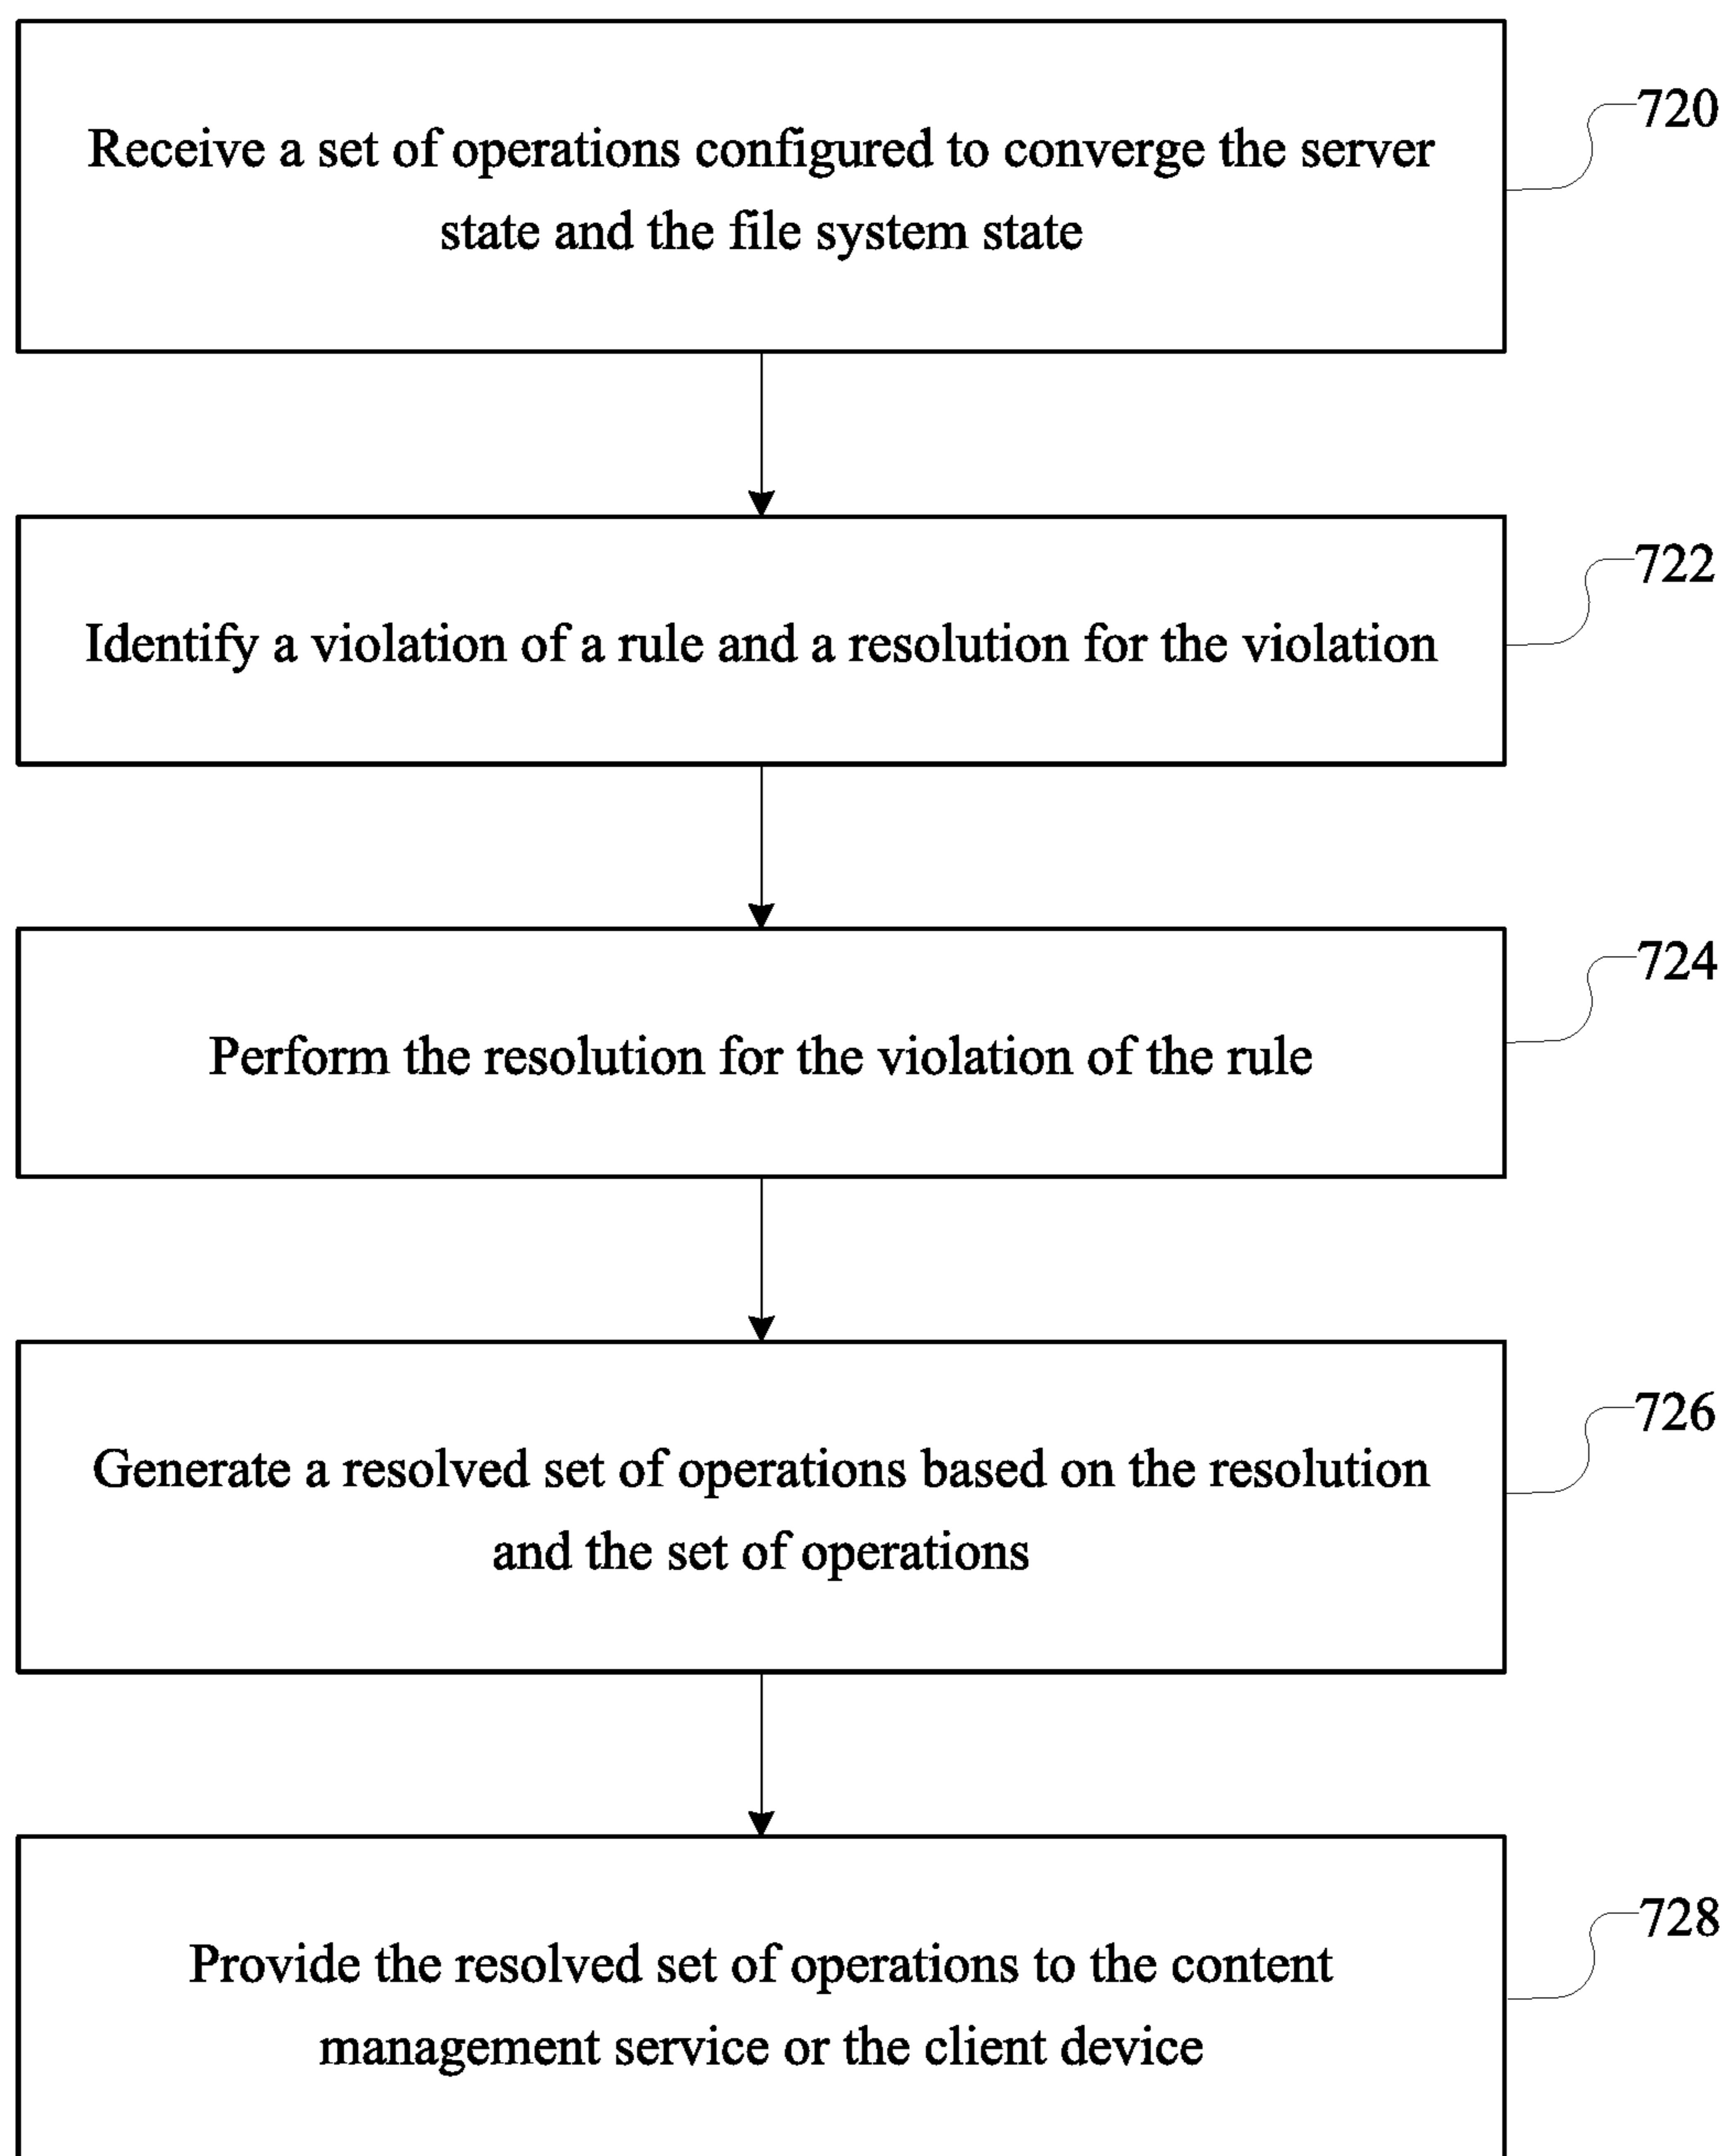 Receive a set of operations configured to converge the server
state and the file system state
720
Identify a violation of a rule and a resolution for the violation
722
Perform the resolution for the violation of the rule
724
Generate a resolved set of operations based on the resolution
and the set of operations
726
Provide the resolved set of operations to the content
management service or the client device
728